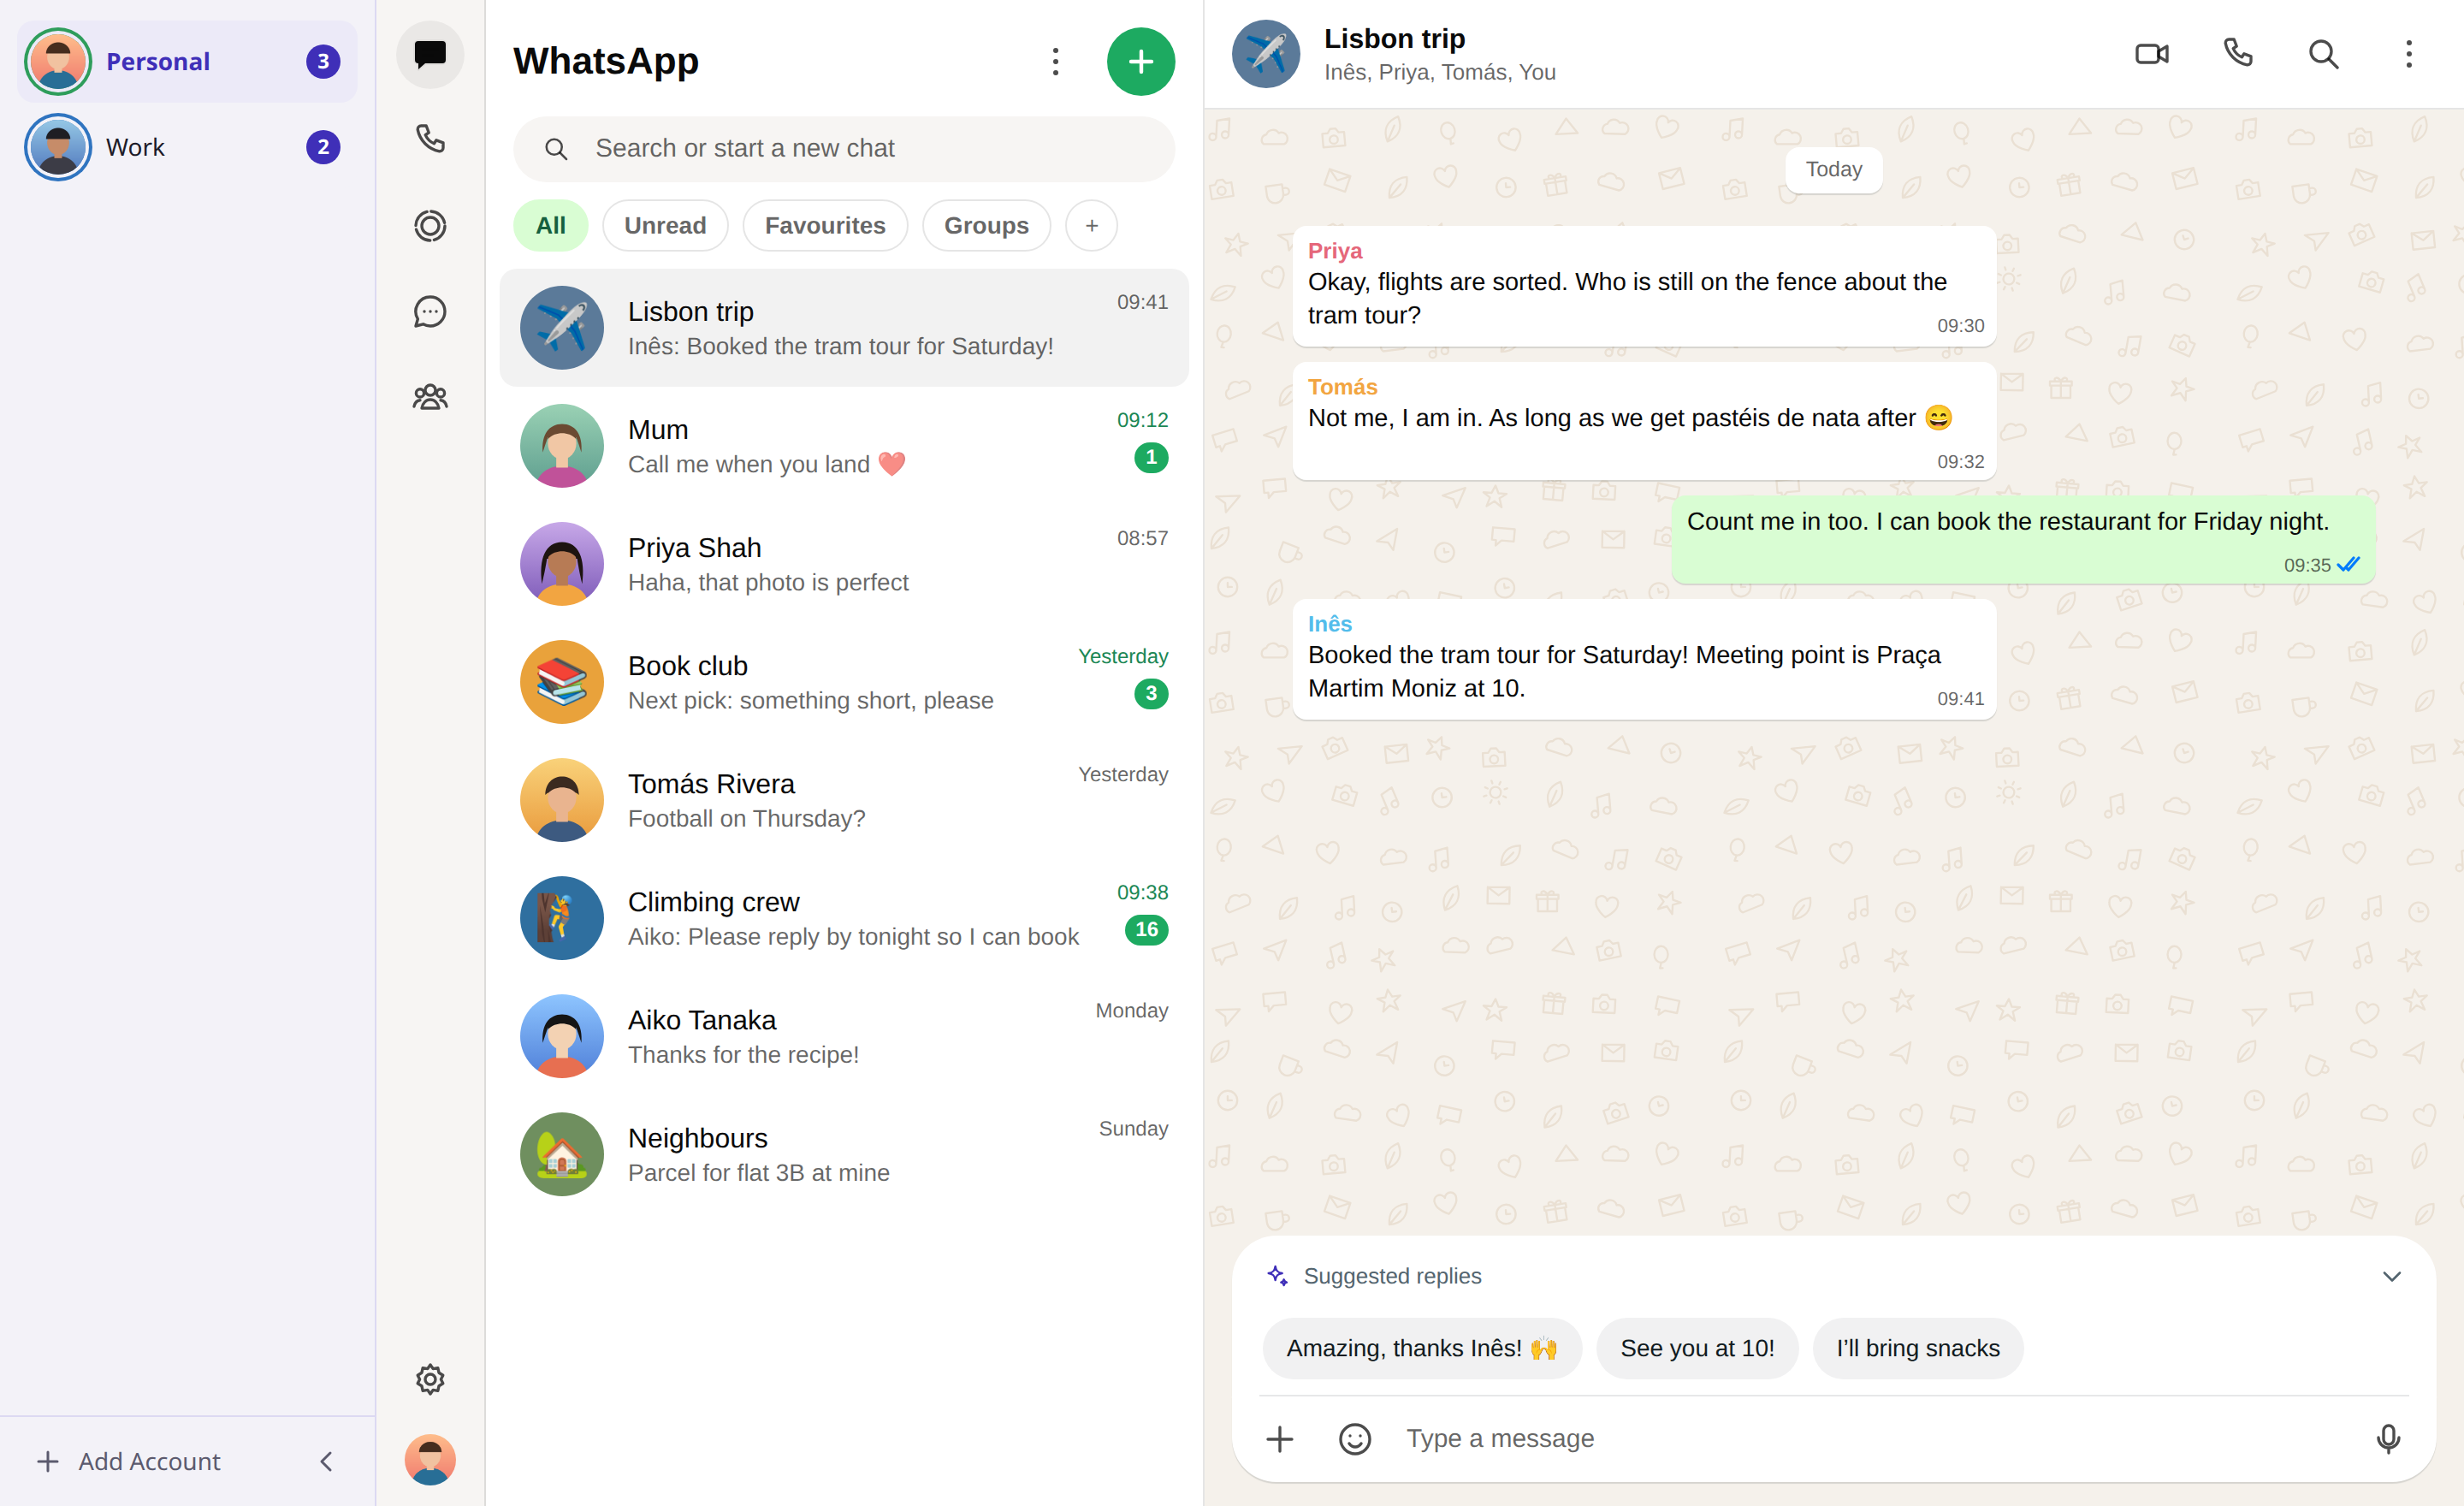 Personal
3
Work
2
Add Account
WhatsApp
Search or start a new chat
All
Unread
Favourites
Groups
+
Lisbon trip
09:41
Inês: Booked the tram tour for Saturday!
Mum
09:12
Call me when you land ❤️
1
Priya Shah
08:57
Haha, that photo is perfect
Book club
Yesterday
Next pick: something short, please
3
Tomás Rivera
Yesterday
Football on Thursday?
Climbing crew
09:38
Aiko: Please reply by tonight so I can book
16
Aiko Tanaka
Monday
Thanks for the recipe!
Neighbours
Sunday
Parcel for flat 3B at mine
Lisbon trip
Inês, Priya, Tomás, You
Today
Priya
Okay, flights are sorted. Who is still on the fence about the
tram tour?
09:30
Tomás
Not me, I am in. As long as we get pastéis de nata after 😄
09:32
Count me in too. I can book the restaurant for Friday night.
09:35
Inês
Booked the tram tour for Saturday! Meeting point is Praça
Martim Moniz at 10.
09:41
Suggested replies
Amazing, thanks Inês! 🙌
See you at 10!
I’ll bring snacks
Type a message